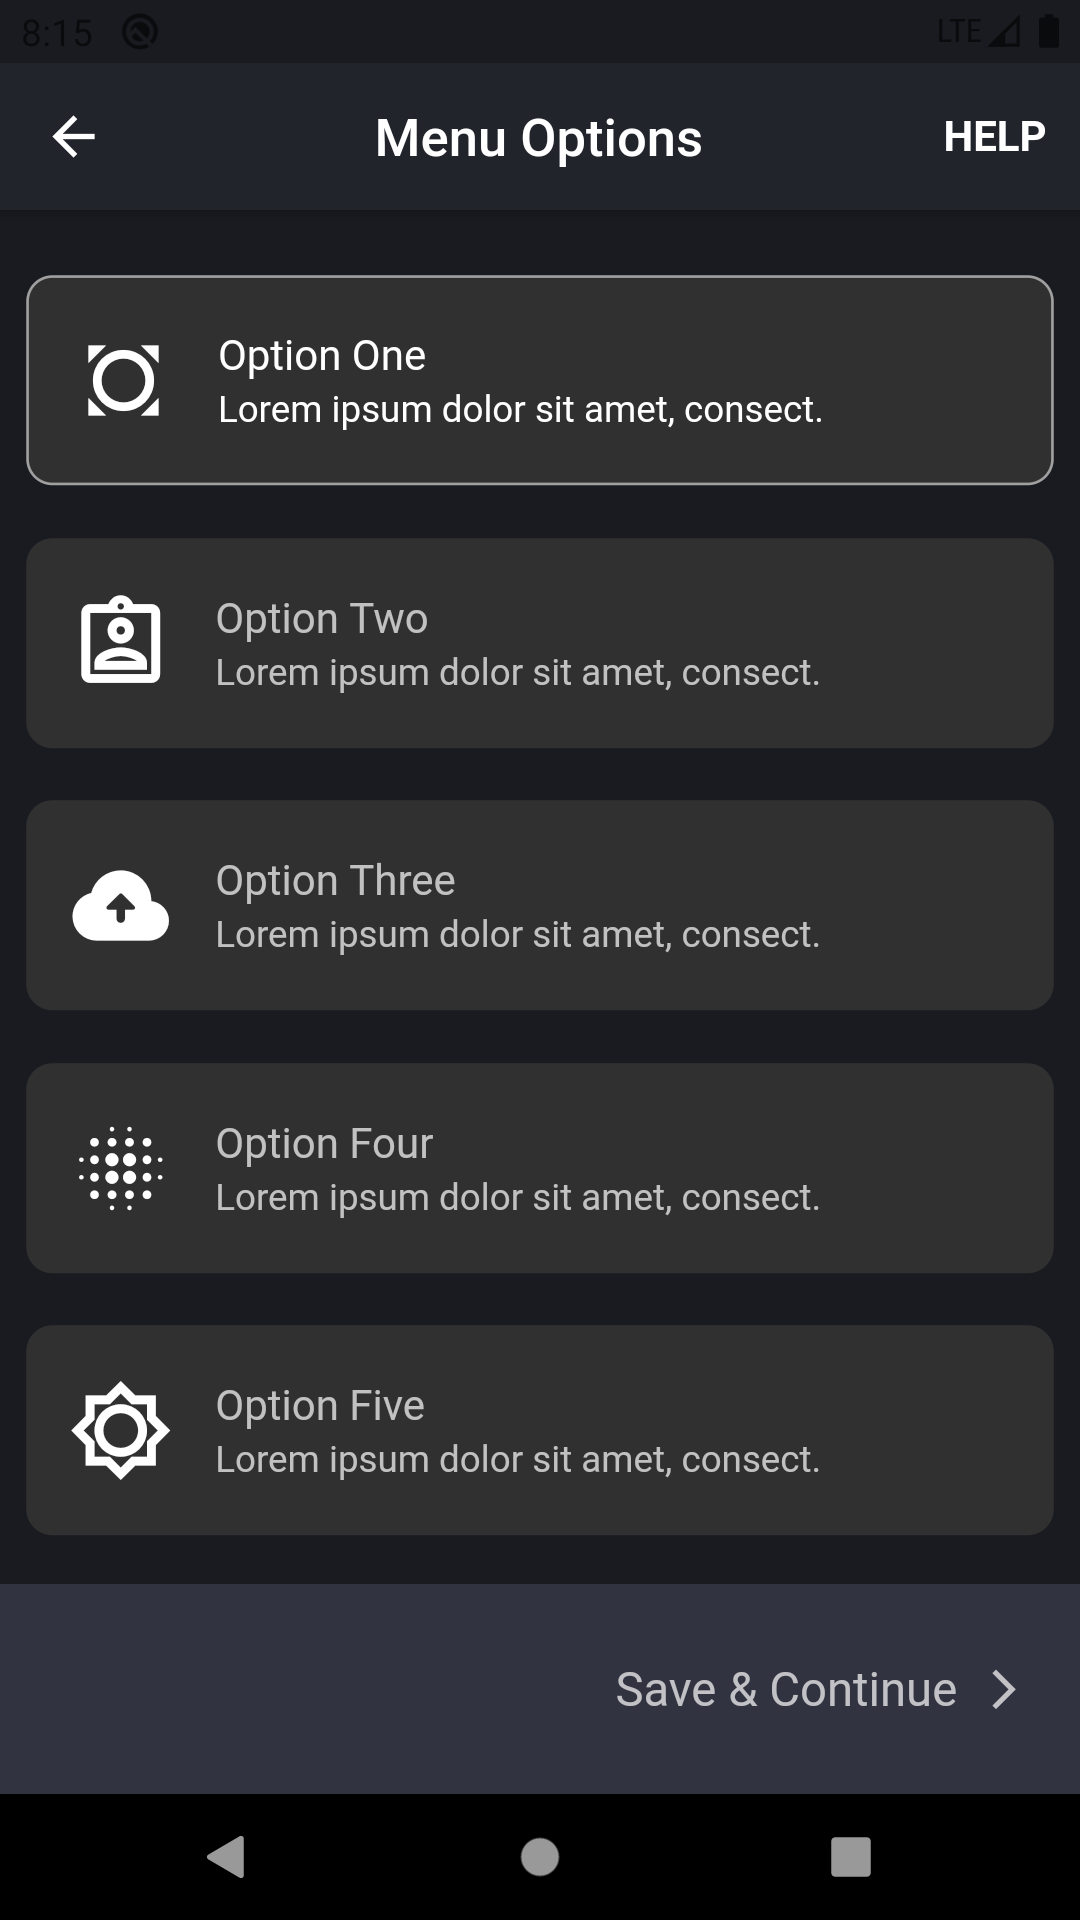 8:15
LTE
Menu Options
HELP
Option One
Lorem ipsum dolor sit amet, consect.
Option Two
Lorem ipsum dolor sit amet, consect.
Option Three
Lorem ipsum dolor sit amet, consect.
Option Four
Lorem ipsum dolor sit amet, consect.
Option Five
Lorem ipsum dolor sit amet, consect.
Save & Continue